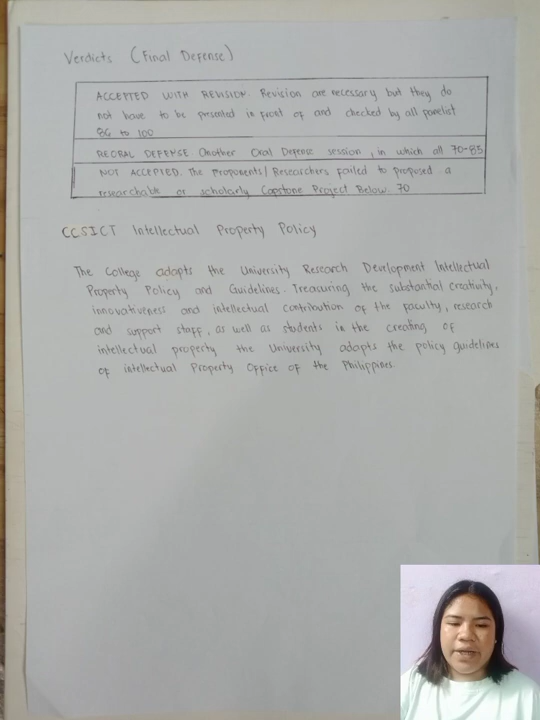 Verdicts (Final Defense)
ACCEPTED WITH REVISION. Revision are necessary but they do
not have to be presented in front of and checked by all panelist
86 to 100
REORAL DEFENSE Another Oral Defense session, in which all 70-85
NOT ACCEPTED. The Proponents/ Researchers failed to proposed a
researchable or scholarly Capstone Project Below. 70
CCSICT Intellectual Property Policy
The College adopts the University Research Development Intellectual
Property Policy and Guidelines. Treasuring the substantial creativity,
innovativeness and intellectual contribution of the faculty, research
and support staff, as well as students in the creating of
intellectual property the University adapts the policy guidelines
of intellectual Property Office of the Philippines.